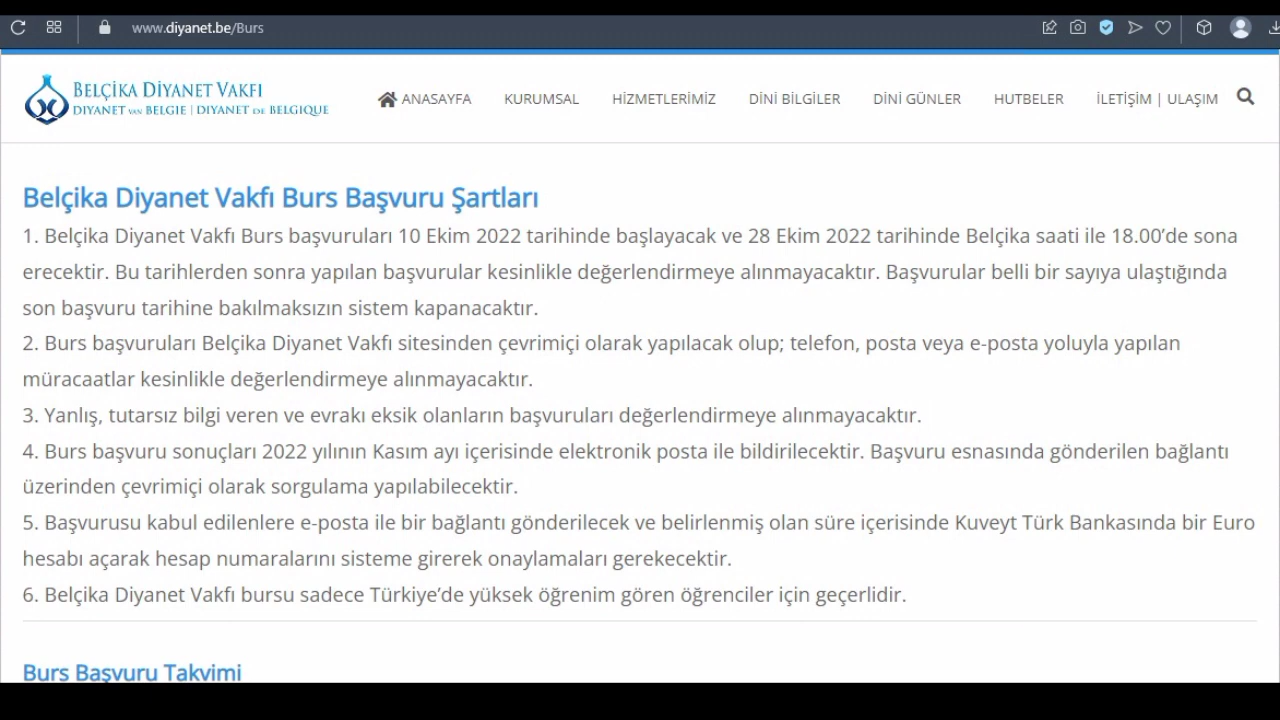 www.diyanet.be/Burs
BELÇİKA DİYANET VAKFI
DIYANET VAN BELGIE | DIYANET DE BELGIQUE
ANASAYFA KURUMSAL HİZMETLERİMİZ DİNİ BİLGİLER DİNİ GÜNLER HUTBELER İLETİŞİM | ULAŞIM
Belçika Diyanet Vakfı Burs Başvuru Şartları
1. Belçika Diyanet Vakfı Burs başvuruları 10 Ekim 2022 tarihinde başlayacak ve 28 Ekim 2022 tarihinde Belçika saati ile 18.00’de sona
erecektir. Bu tarihlerden sonra yapılan başvurular kesinlikle değerlendirmeye alınmayacaktır. Başvurular belli bir sayıya ulaştığında
son başvuru tarihine bakılmaksızın sistem kapanacaktır.
2. Burs başvuruları Belçika Diyanet Vakfı sitesinden çevrimiçi olarak yapılacak olup; telefon, posta veya e-posta yoluyla yapılan
müracaatlar kesinlikle değerlendirmeye alınmayacaktır.
3. Yanlış, tutarsız bilgi veren ve evrakı eksik olanların başvuruları değerlendirmeye alınmayacaktır.
4. Burs başvuru sonuçları 2022 yılının Kasım ayı içerisinde elektronik posta ile bildirilecektir. Başvuru esnasında gönderilen bağlantı
üzerinden çevrimiçi olarak sorgulama yapılabilecektir.
5. Başvurusu kabul edilenlere e-posta ile bir bağlantı gönderilecek ve belirlenmiş olan süre içerisinde Kuveyt Türk Bankasında bir Euro
hesabı açarak hesap numaralarını sisteme girerek onaylamaları gerekecektir.
6. Belçika Diyanet Vakfı bursu sadece Türkiye’de yüksek öğrenim gören öğrenciler için geçerlidir.
Burs Başvuru Takvimi